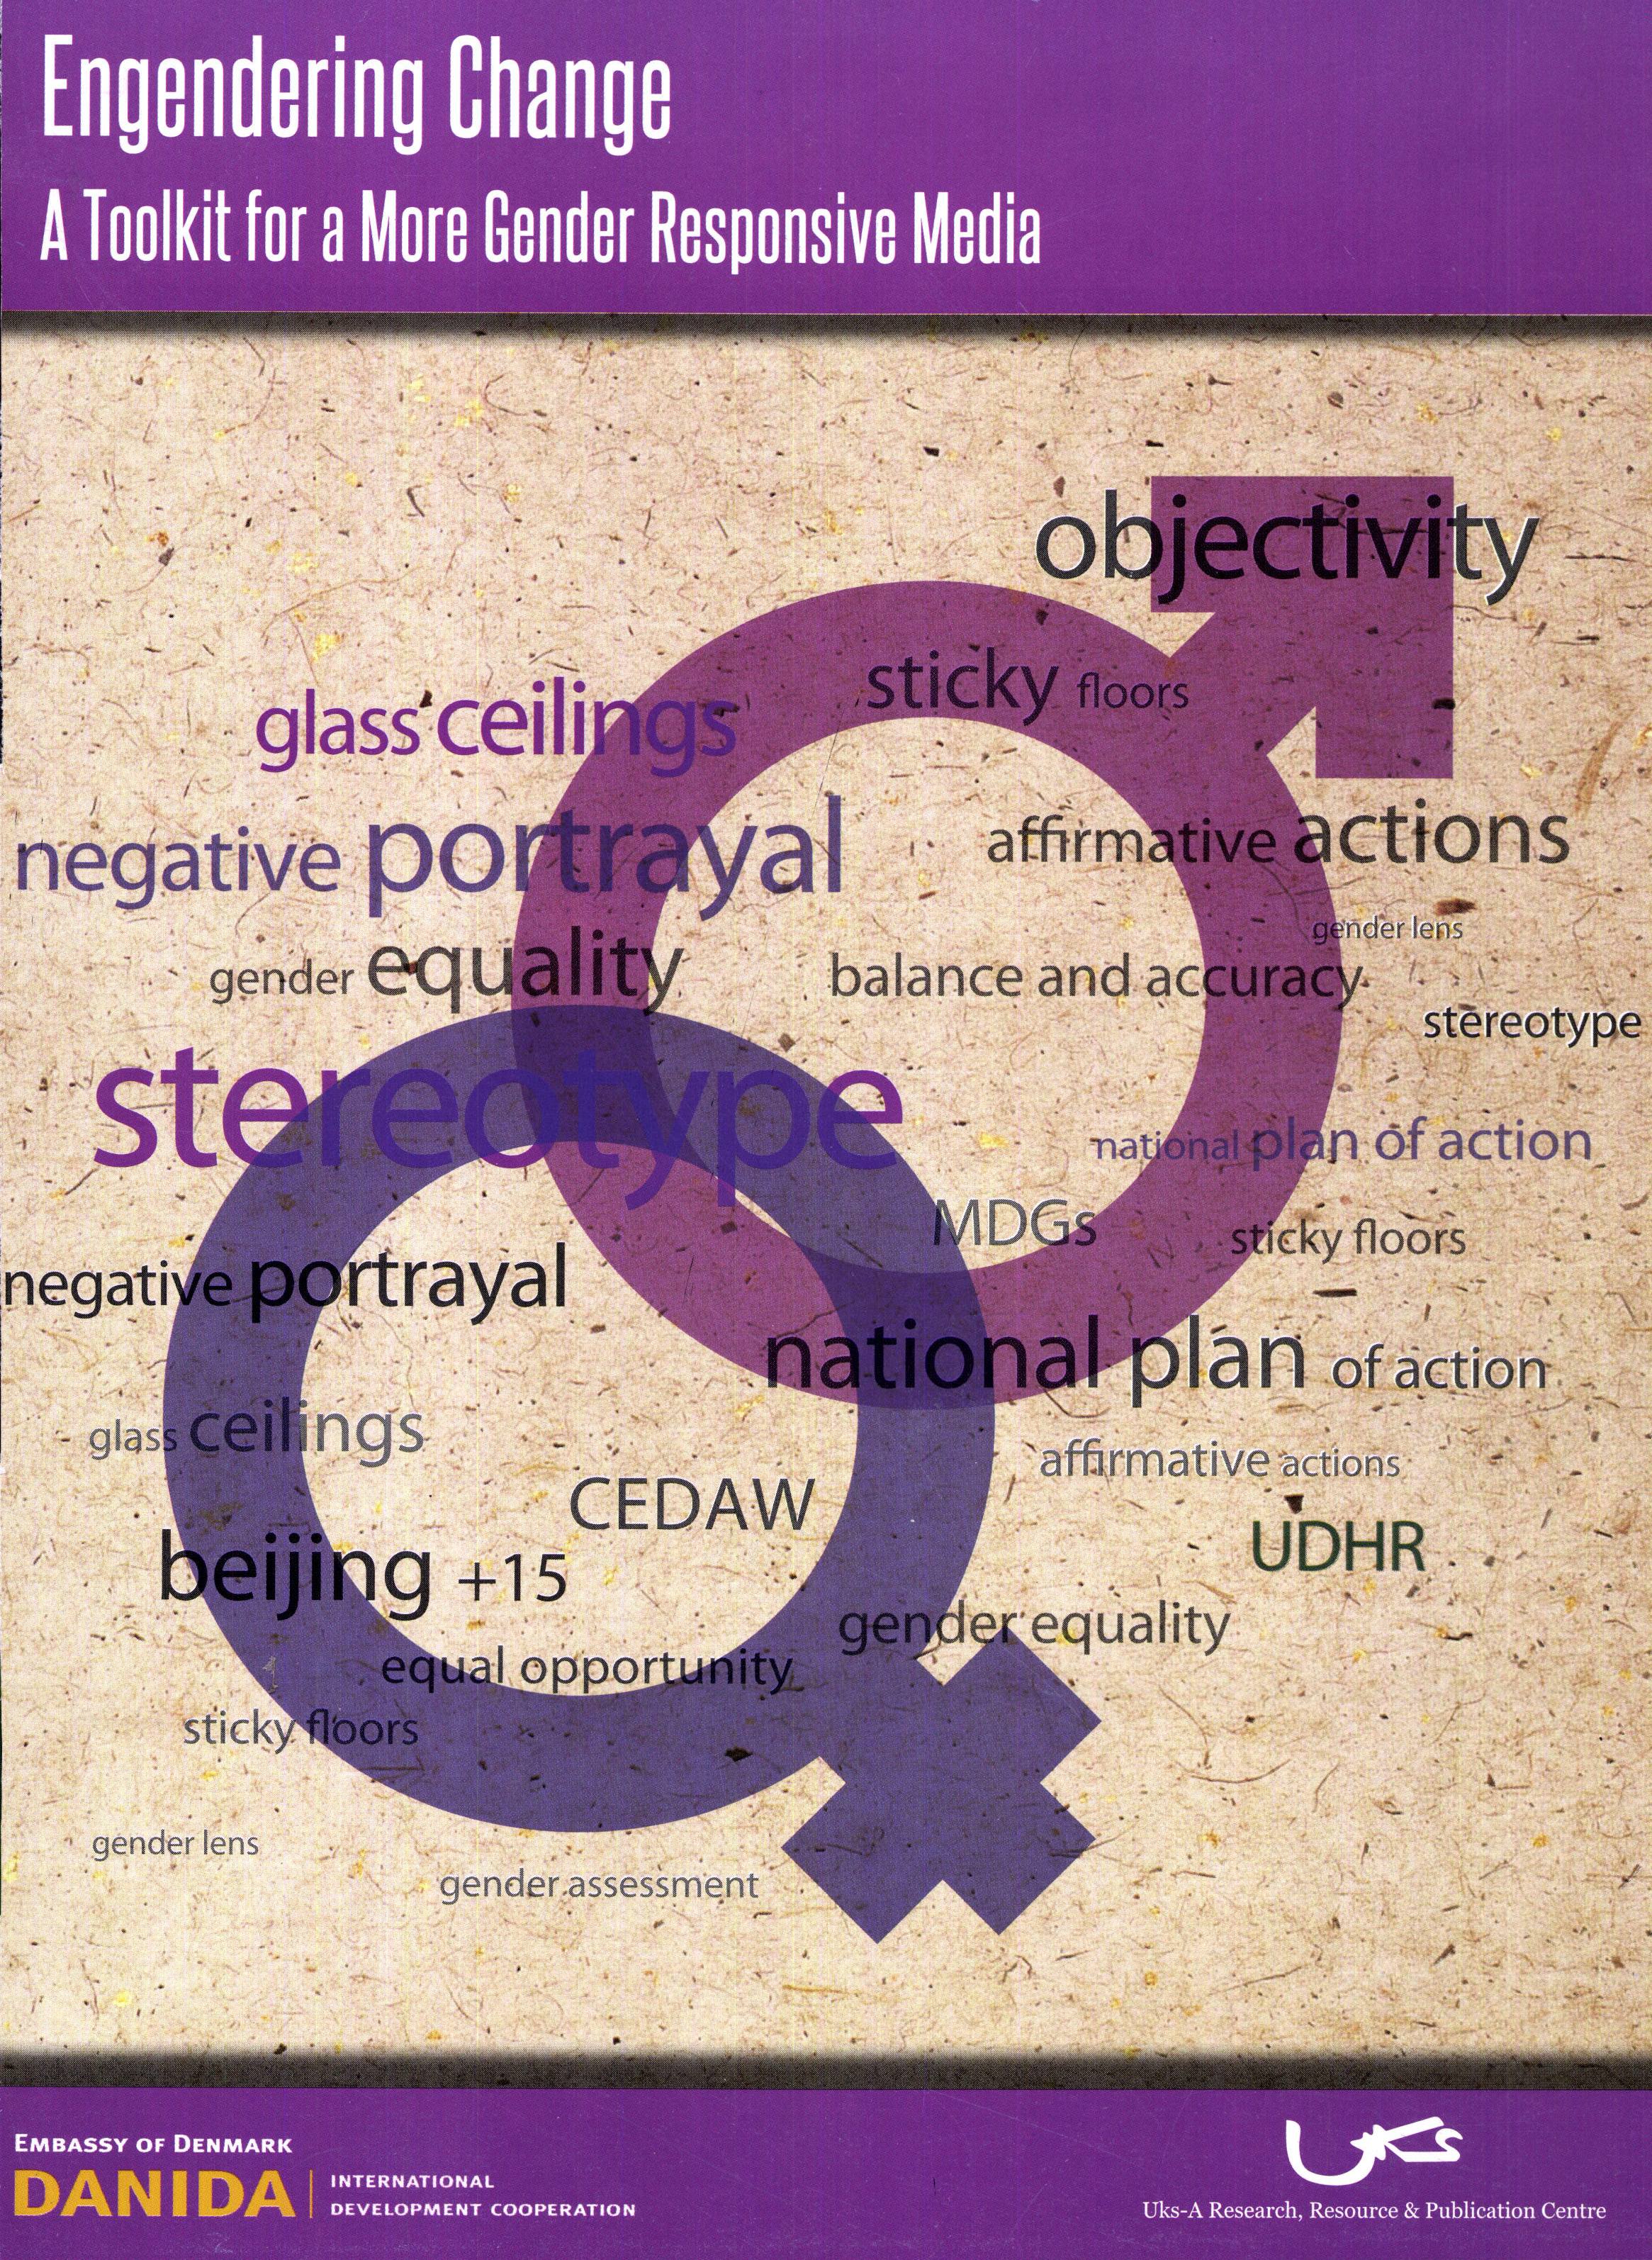 Engendering Change
A Toolkit for a More Gender Responsive Media
objectivity
sticky floors
glass ceilings
negative portrayal
affirmative actions
gender lens
gender equality
balance and accuracy
stereotype
stereotype
national plan of action
MDGs
sticky floors
negative portrayal
national plan of action
glass ceilings
affirmative actions
CEDAW
UDHR
beijing +15
gender equality
equal opportunity
sticky floors
gender lens
gender assessment
EMBASSY OF DENMARK
DANIDA
INTERNATIONAL
DEVELOPMENT COOPERATION
Uks
Uks-A Research, Resource & Publication Centre